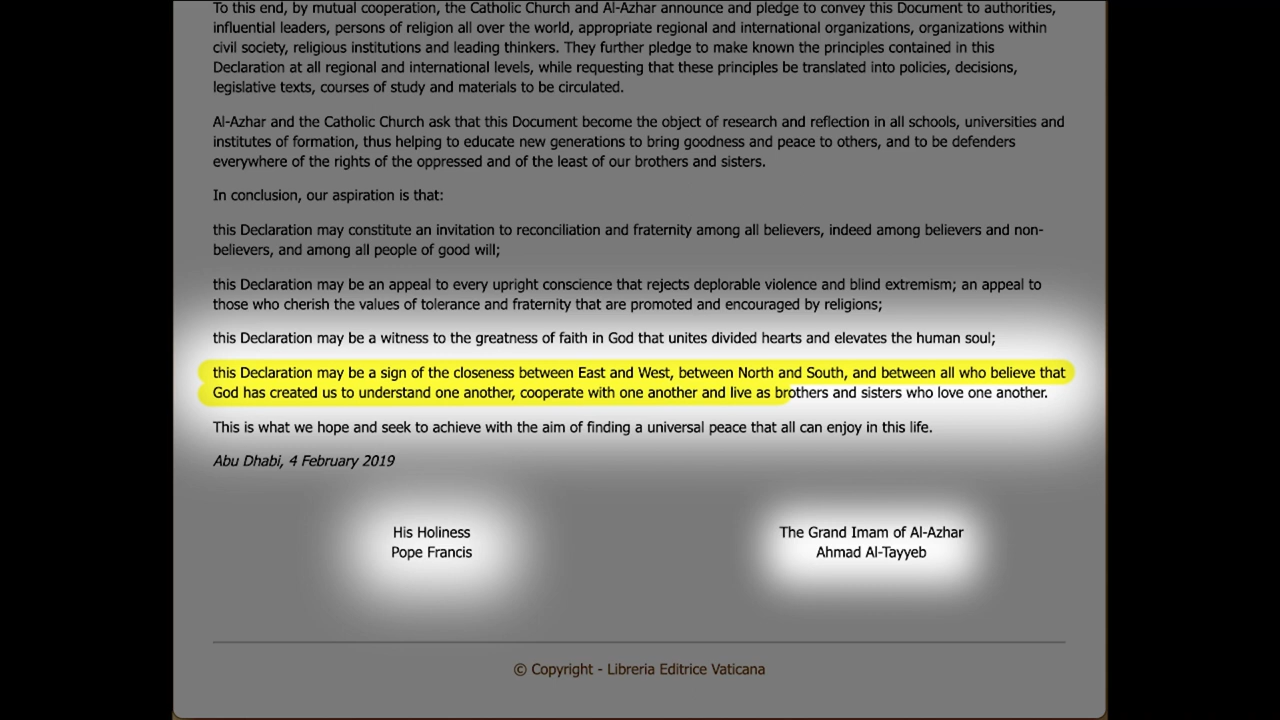 To this end, by mutual cooperation, the Catholic Church and Al-Azhar announce and pledge to convey this Document to authorities,
influential leaders, persons of religion all over the world, appropriate regional and international organizations, organizations within
civil society, religious institutions and leading thinkers. They further pledge to make known the principles contained in this
Declaration at all regional and international levels, while requesting that these principles be translated into policies, decisions,
legislative texts, courses of study and materials to be circulated.
Al-Azhar and the Catholic Church ask that this Document become the object of research and reflection in all schools, universities and
institutes of formation, thus helping to educate new generations to bring goodness and peace to others, and to be defenders
everywhere of the rights of the oppressed and of the least of our brothers and sisters.
In conclusion, our aspiration is that:
this Declaration may constitute an invitation to reconciliation and fraternity among all believers, indeed among believers and non-
believers, and among all people of good will;
this Declaration may be an appeal to every upright conscience that rejects deplorable violence and blind extremism; an appeal to
those who cherish the values of tolerance and fraternity that are promoted and encouraged by religions;
this Declaration may be a witness to the greatness of faith in God that unites divided hearts and elevates the human soul;
this Declaration may be a sign of the closeness between East and West, between North and South, and between all who believe that
God has created us to understand one another, cooperate with one another and live as brothers and sisters who love one another.
This is what we hope and seek to achieve with the aim of finding a universal peace that all can enjoy in this life.
Abu Dhabi, 4 February 2019
His Holiness
Pope Francis
The Grand Imam of Al-Azhar
Ahmad Al-Tayyeb
© Copyright - Libreria Editrice Vaticana